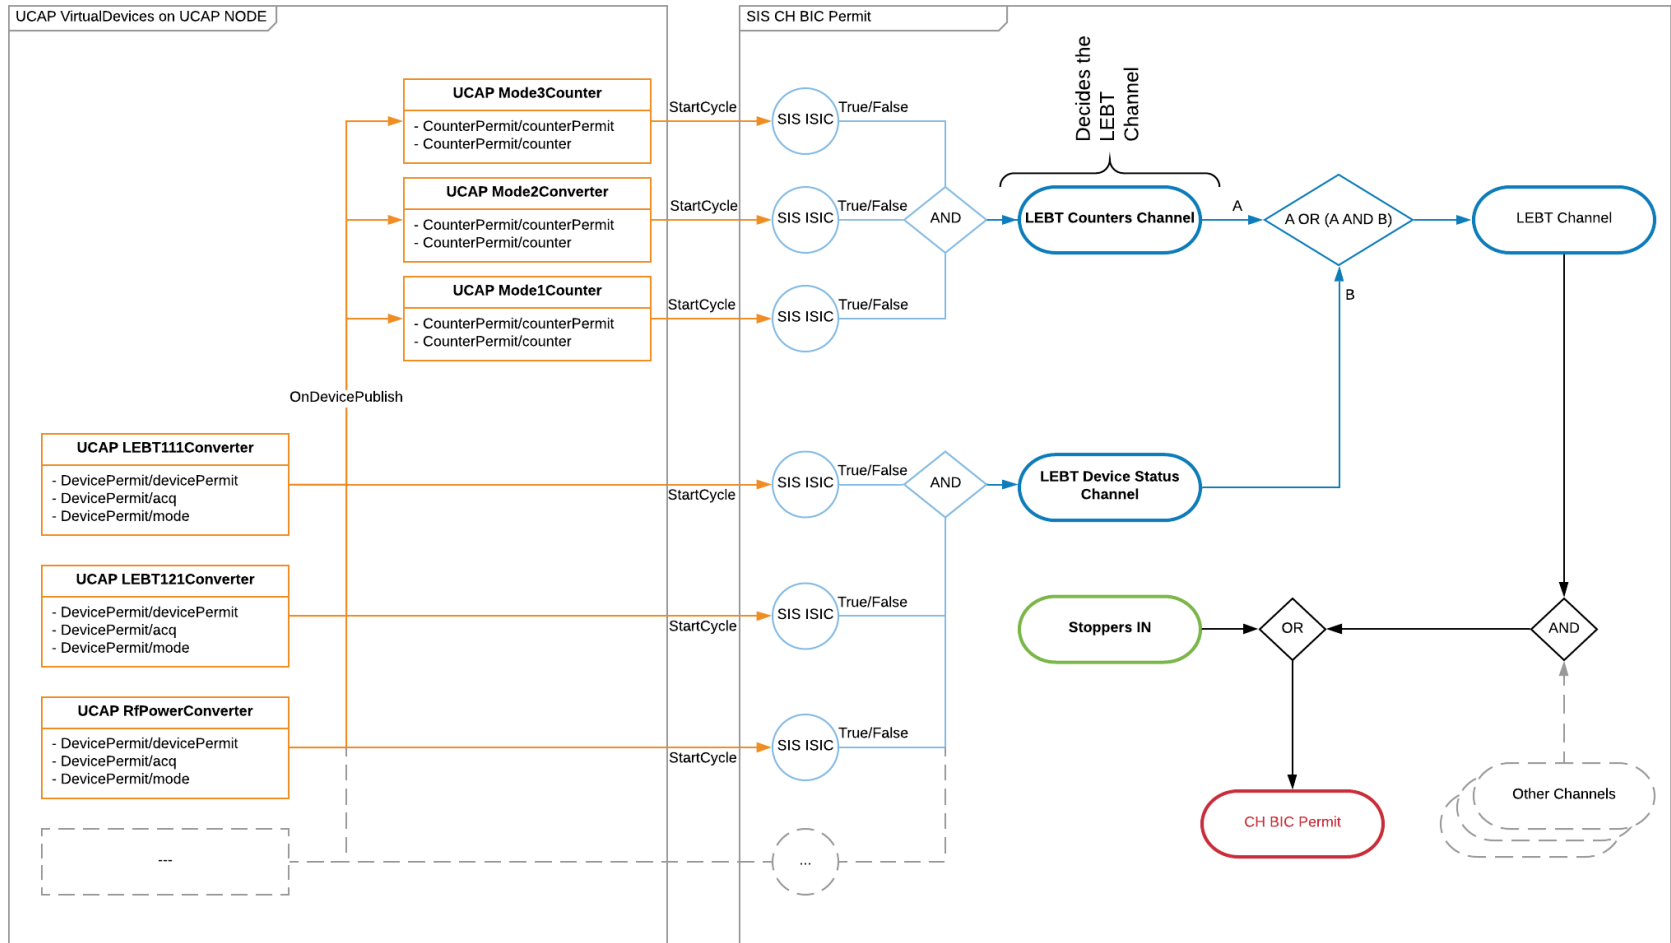 UCAP VirtualDevices on UCAP NODE
SIS CH BIC Permit
Decides the
LEBT
Channel
UCAP Mode3Counter
- CounterPermit/counterPermit
- CounterPermit/counter
StartCycle
SIS ISIC
True/False
UCAP Mode2Converter
- CounterPermit/counterPermit
- CounterPermit/counter
StartCycle
SIS ISIC
True/False
AND
LEBT Counters Channel
A
A OR (A AND B)
LEBT Channel
UCAP Mode1Counter
- CounterPermit/counterPermit
- CounterPermit/counter
StartCycle
SIS ISIC
True/False
B
OnDevicePublish
UCAP LEBT111Converter
- DevicePermit/devicePermit
- DevicePermit/acq
- DevicePermit/mode
StartCycle
SIS ISIC
True/False
AND
LEBT Device Status
Channel
UCAP LEBT121Converter
- DevicePermit/devicePermit
- DevicePermit/acq
- DevicePermit/mode
StartCycle
SIS ISIC
True/False
Stoppers IN
OR
AND
UCAP RfPowerConverter
- DevicePermit/devicePermit
- DevicePermit/acq
- DevicePermit/mode
StartCycle
SIS ISIC
True/False
Other Channels
CH BIC Permit
---
...